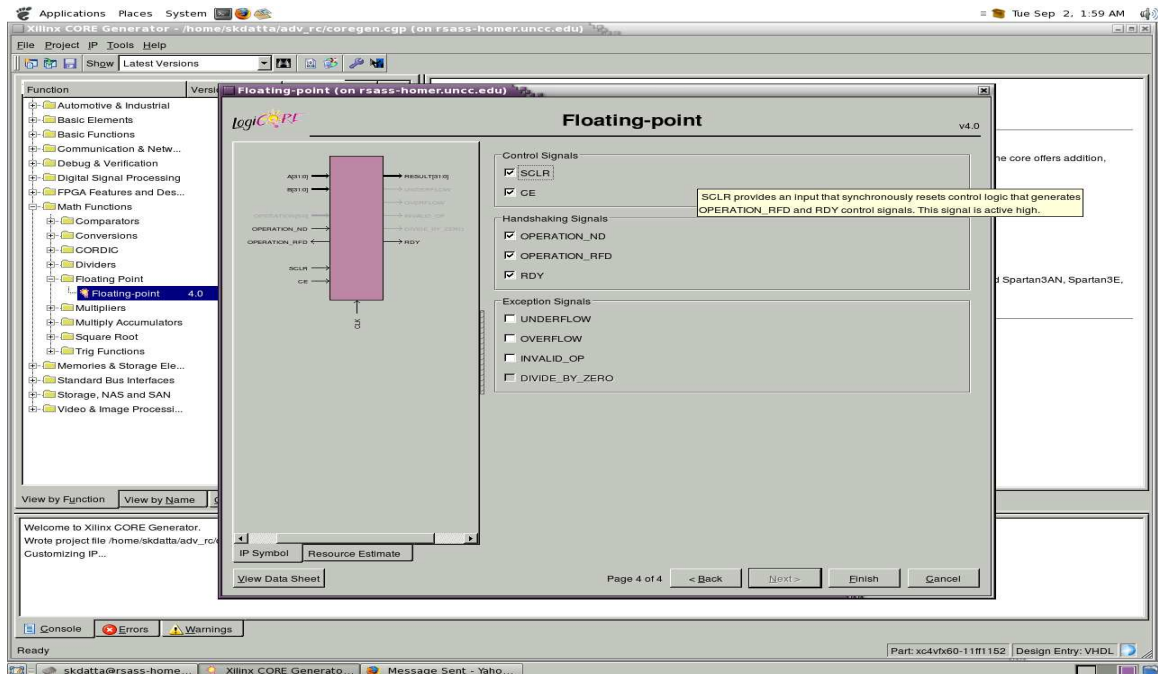 Applications Places System
Tue Sep 2, 1:59 AM
Xilinx CORE Generator - /home/skdatta/adv_rc/coregen.cgp (on rsass-homer.uncc.edu)
File Project IP Tools Help
Show Latest Versions
Function Versi
Automotive & Industrial
Basic Elements
Basic Functions
Communication & Netw...
Debug & Verification
Digital Signal Processing
FPGA Features and Des...
Math Functions
Comparators
Conversions
CORDIC
Dividers
Floating Point
Floating-point 4.0
Multipliers
Multiply Accumulators
Square Root
Trig Functions
Memories & Storage Ele...
Standard Bus Interfaces
Storage, NAS and SAN
Video & Image Processi...
View by Function View by Name
Floating-point (on rsass-homer.uncc.edu)
logiCORE
Floating-point
v4.0
A[31:0]
B[31:0]
OPERATION[5:0]
OPERATION_ND
OPERATION_RFD
SCLR
CE
CLK
RESULT[31:0]
UNDERFLOW
OVERFLOW
INVALID_OP
DIVIDE_BY_ZERO
RDY
IP Symbol Resource Estimate
Control Signals
SCLR
CE
SCLR provides an input that synchronously resets control logic that generates
OPERATION_RFD and RDY control signals. This signal is active high.
Handshaking Signals
OPERATION_ND
OPERATION_RFD
RDY
Exception Signals
UNDERFLOW
OVERFLOW
INVALID_OP
DIVIDE_BY_ZERO
View Data Sheet Page 4 of 4 < Back Next > Finish Cancel
he core offers addition,
d Spartan3AN, Spartan3E,
Welcome to Xilinx CORE Generator.
Wrote project file /home/skdatta/adv_rc/c
Customizing IP...
Console Errors Warnings
Ready
Part: xc4vfx60-11ff1152 Design Entry: VHDL
skdatta@rsass-home... Xilinx CORE Generato... Message Sent - Yaho...